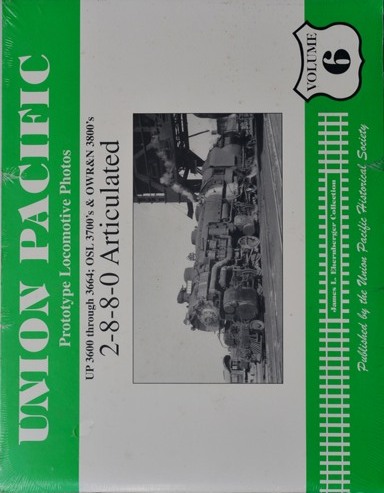 UNION PACIFIC
Prototype Locomotive Photos
UP 3600 through 3664; OSL 3700's & OWR&N 3800's
2-8-8-0 Articulated
James L. Ehernberger Collection
Published by the Union Pacific Historical Society
VOLUME
6